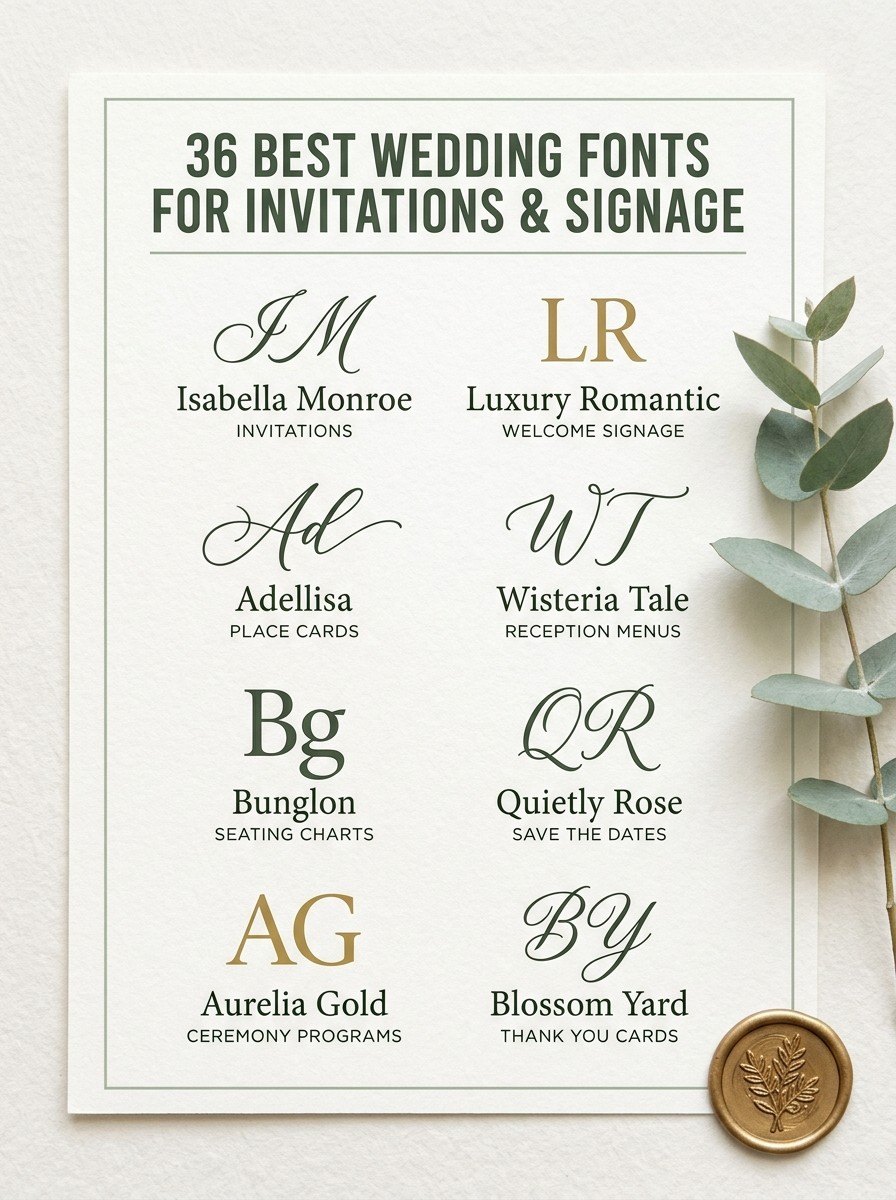 36 BEST WEDDING FONTS
FOR INVITATIONS & SIGNAGE
IM
Isabella Monroe
INVITATIONS
LR
Luxury Romantic
WELCOME SIGNAGE
Ad
Adellisa
PLACE CARDS
WT
Wisteria Tale
RECEPTION MENUS
Bg
Bunglon
SEATING CHARTS
QR
Quietly Rose
SAVE THE DATES
AG
Aurelia Gold
CEREMONY PROGRAMS
BY
Blossom Yard
THANK YOU CARDS